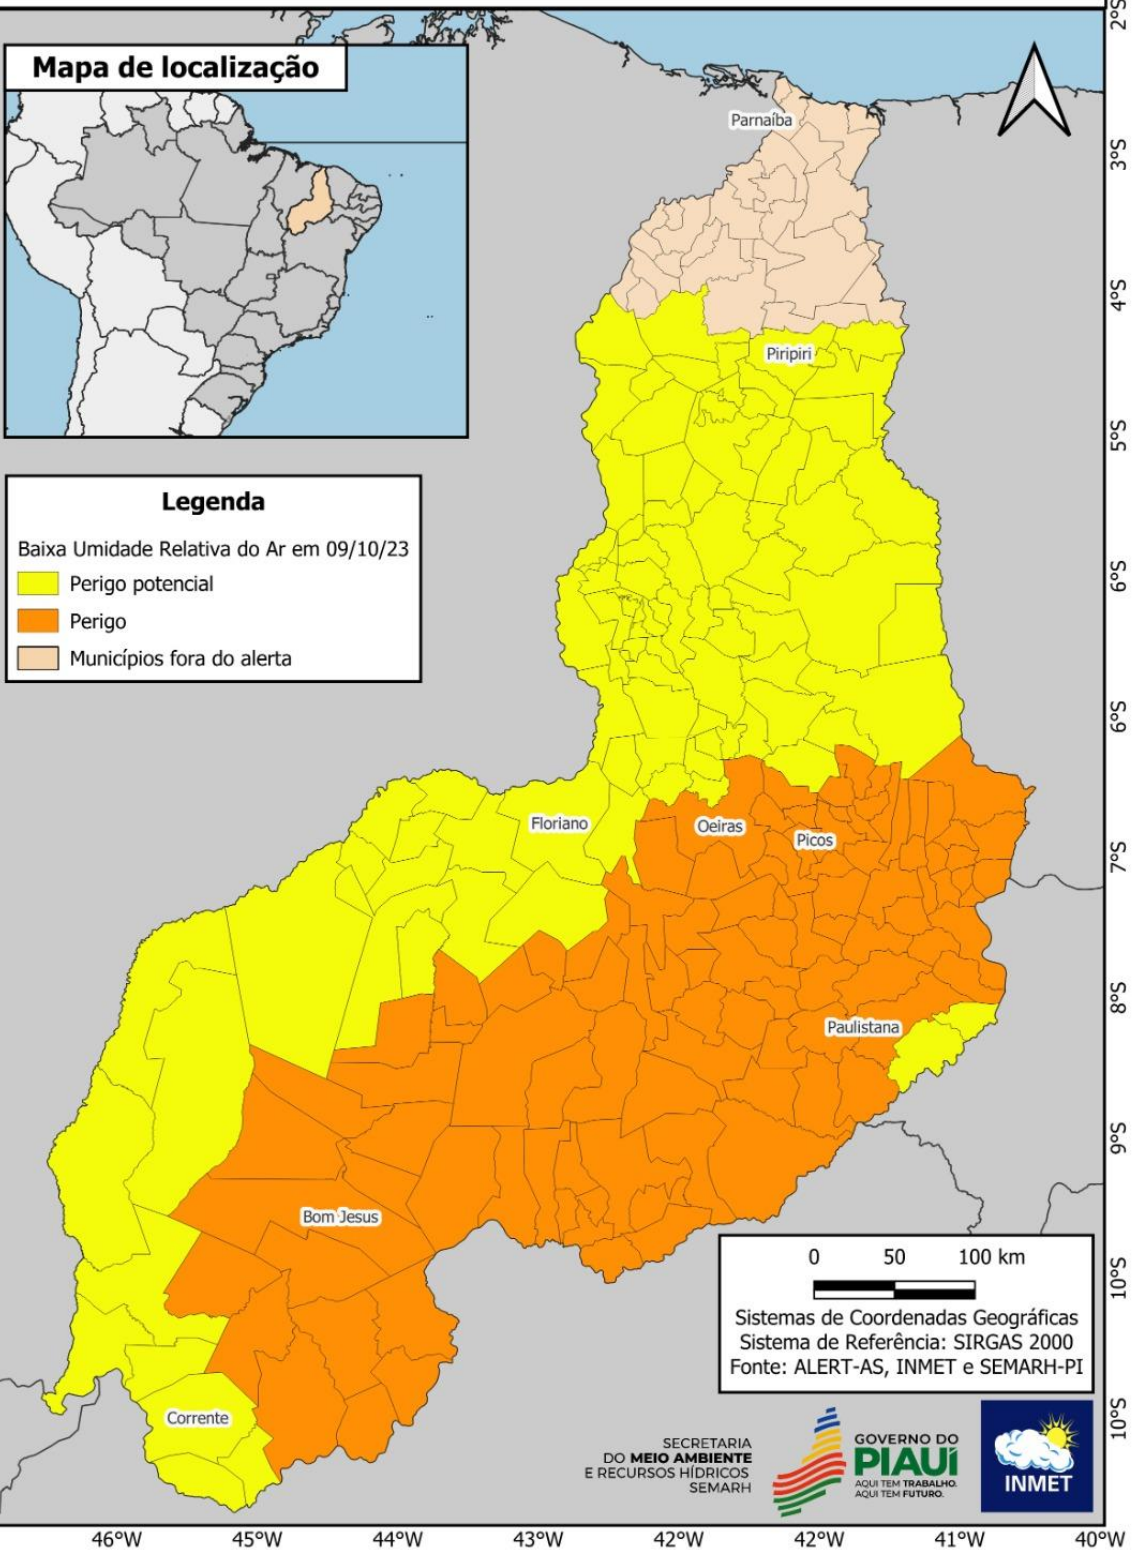 Mapa de localização
2°S
3°S
4°S
5°S
6°S
6°S
7°S
8°S
9°S
10°S
10°S
Parnaíba
Piripiri
Legenda
Baixa Umidade Relativa do Ar em 09/10/23
Perigo potencial
Perigo
Municípios fora do alerta
Floriano
Oeiras
Picos
Paulistana
Bom Jesus
Corrente
0 50 100 km
Sistemas de Coordenadas Geográficas
Sistema de Referência: SIRGAS 2000
Fonte: ALERT-AS, INMET e SEMARH-PI
SECRETARIA
DO MEIO AMBIENTE
E RECURSOS HÍDRICOS
SEMARH
GOVERNO DO
PIAUÍ
AQUI TEM TRABALHO.
AQUI TEM FUTURO.
INMET
46°W 45°W 44°W 43°W 42°W 42°W 41°W 40°W